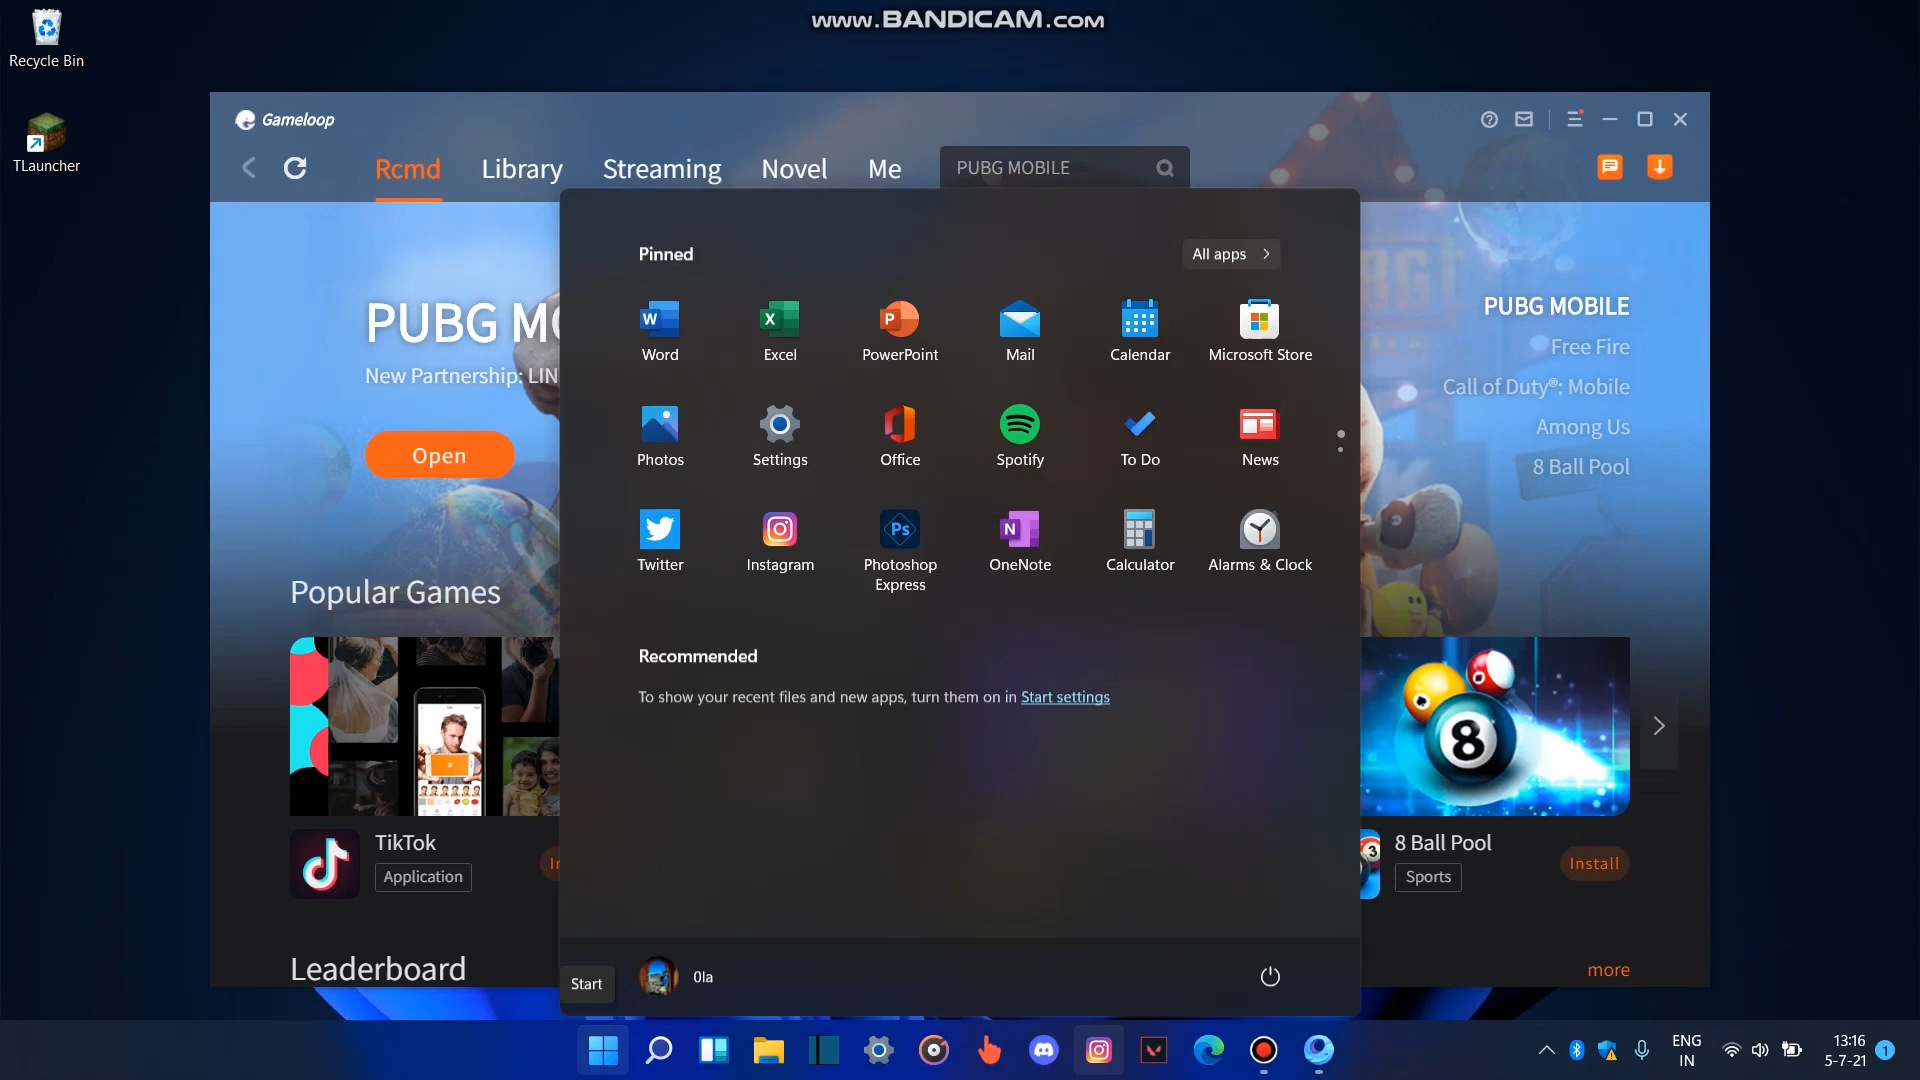 www.BANDICAM.com
Recycle Bin
TLauncher
Gameloop
Rcmd
Library
Streaming
Novel
Me
PUBG MOBILE
PUBG MO
New Partnership: LIN
Open
PUBG MOBILE
Free Fire
Call of Duty®: Mobile
Among Us
8 Ball Pool
Pinned
All apps
Word
Excel
PowerPoint
Mail
Calendar
Microsoft Store
Photos
Settings
Office
Spotify
To Do
News
Twitter
Instagram
Photoshop
Express
OneNote
Calculator
Alarms & Clock
Recommended
To show your recent files and new apps, turn them on in Start settings
Popular Games
TikTok
Application
In
8 Ball Pool
Sports
Install
Leaderboard
more
Start
Ola
ENG
IN
13:16
5-7-21
1